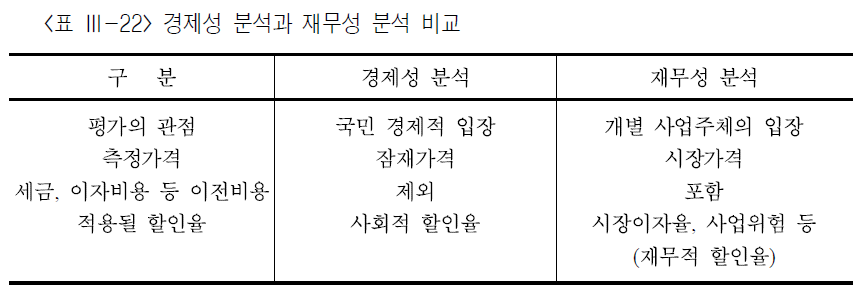 <표 Ⅲ-22> 경제성 분석과 재무성 분석 비교
구 분 경제성 분석 재무성 분석
평가의 관점 국민 경제적 입장 개별 사업주체의 입장
측정가격 잠재가격 시장가격
세금, 이자비용 등 이전비용 제외 포함
적용될 할인율 사회적 할인율 시장이자율, 사업위험 등
(재무적 할인율)